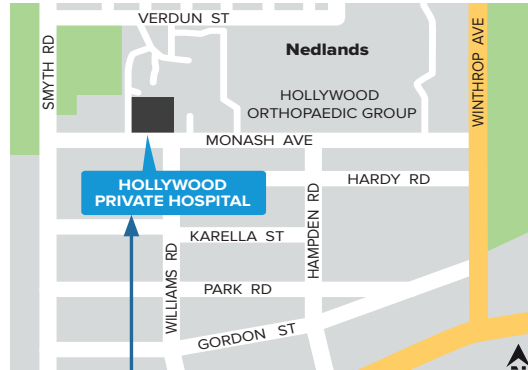 VERDUN ST
SMYTH RD
Nedlands
WINTHROP AVE
HOLLYWOOD
ORTHOPAEDIC GROUP
MONASH AVE
HOLLYWOOD
PRIVATE HOSPITAL
HARDY RD
HAMPDEN RD
KARELLA ST
WILLIAMS RD
PARK RD
GORDON ST
N